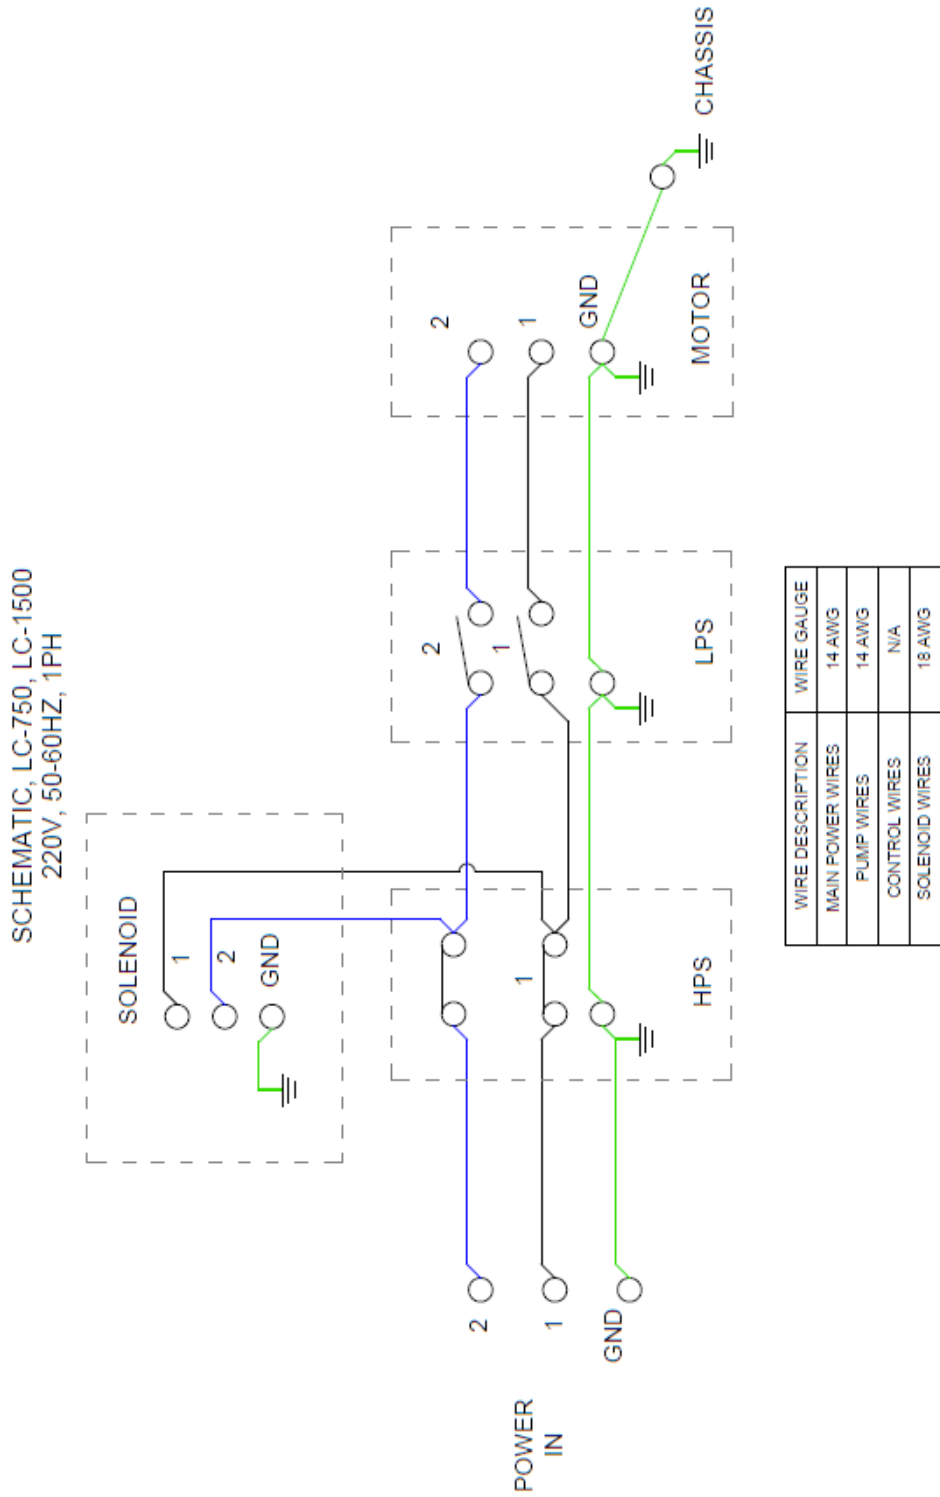 SCHEMATIC, LC-750, LC-1500
220V, 50-60HZ, 1PH
SOLENOID
1
2
GND
POWER
IN
2
1
GND
1
HPS
2
1
LPS
2
1
GND
MOTOR
CHASSIS
WIRE DESCRIPTION WIRE GAUGE
MAIN POWER WIRES 14 AWG
PUMP WIRES 14 AWG
CONTROL WIRES N/A
SOLENOID WIRES 18 AWG